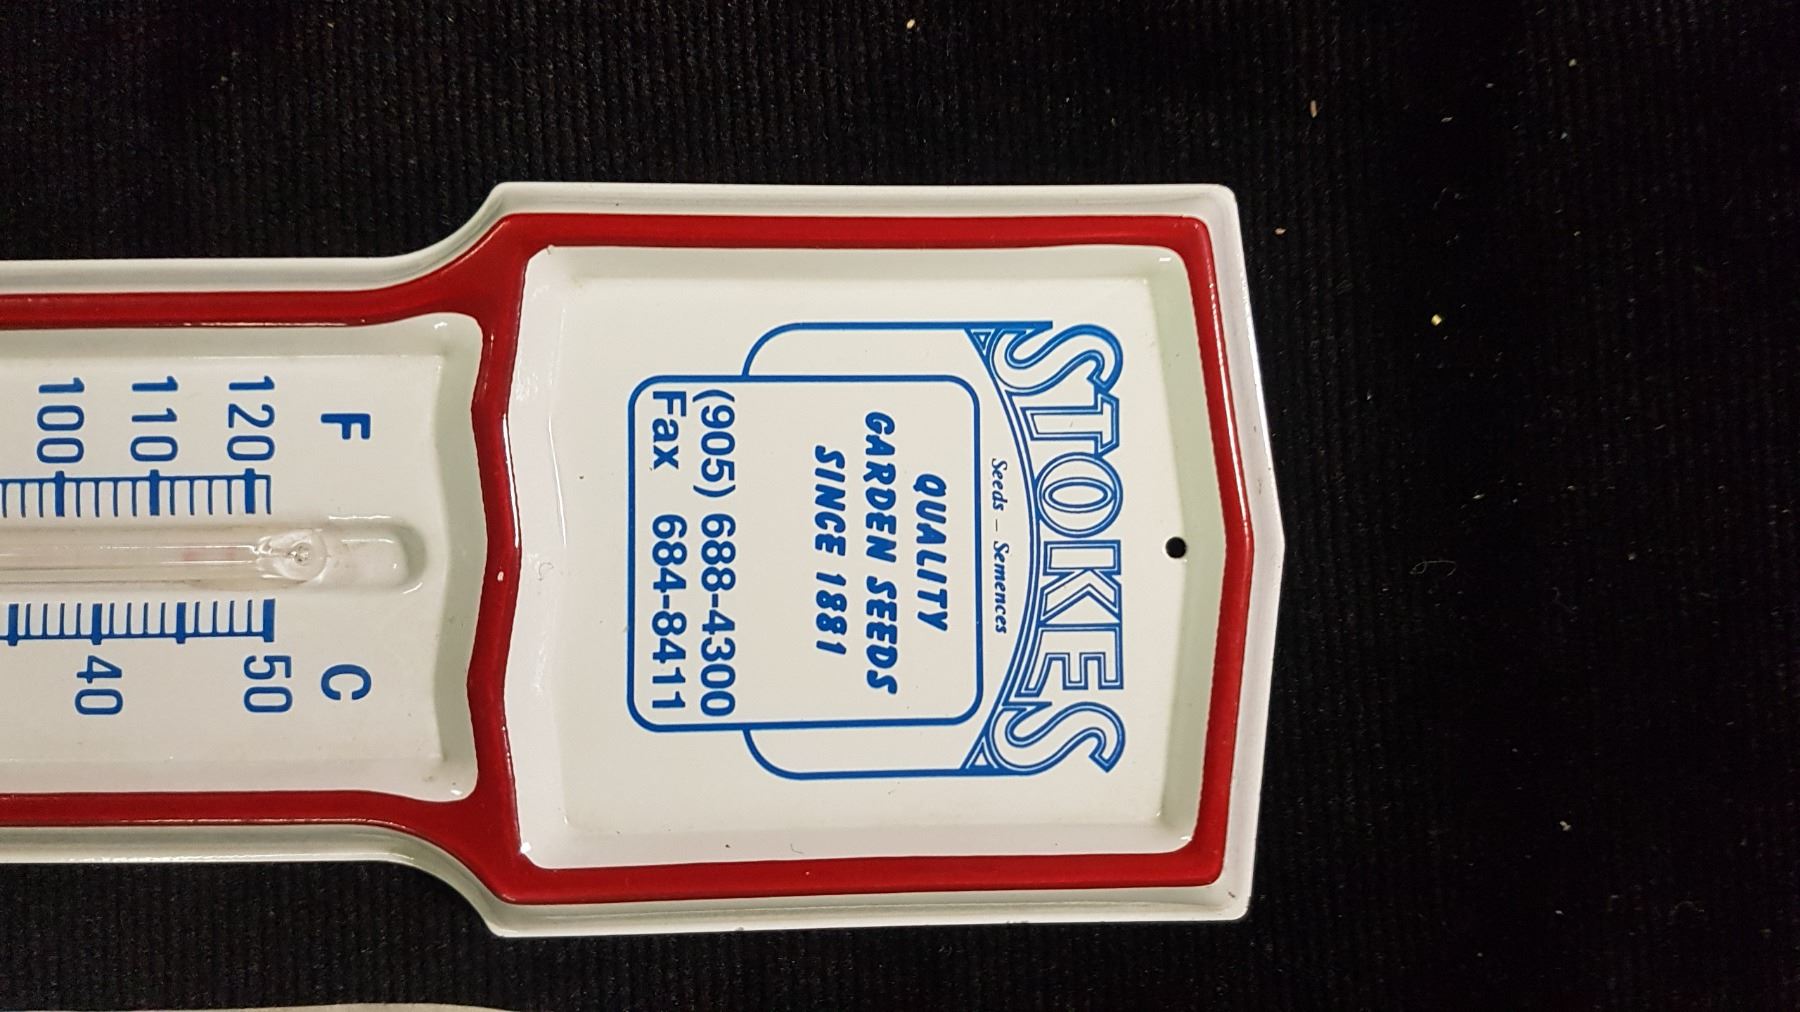 STOKES
Seeds – Semences
QUALITY
GARDEN SEEDS
SINCE 1881
(905) 688-4300
Fax 684-8411
F C
120 50
110
100 40